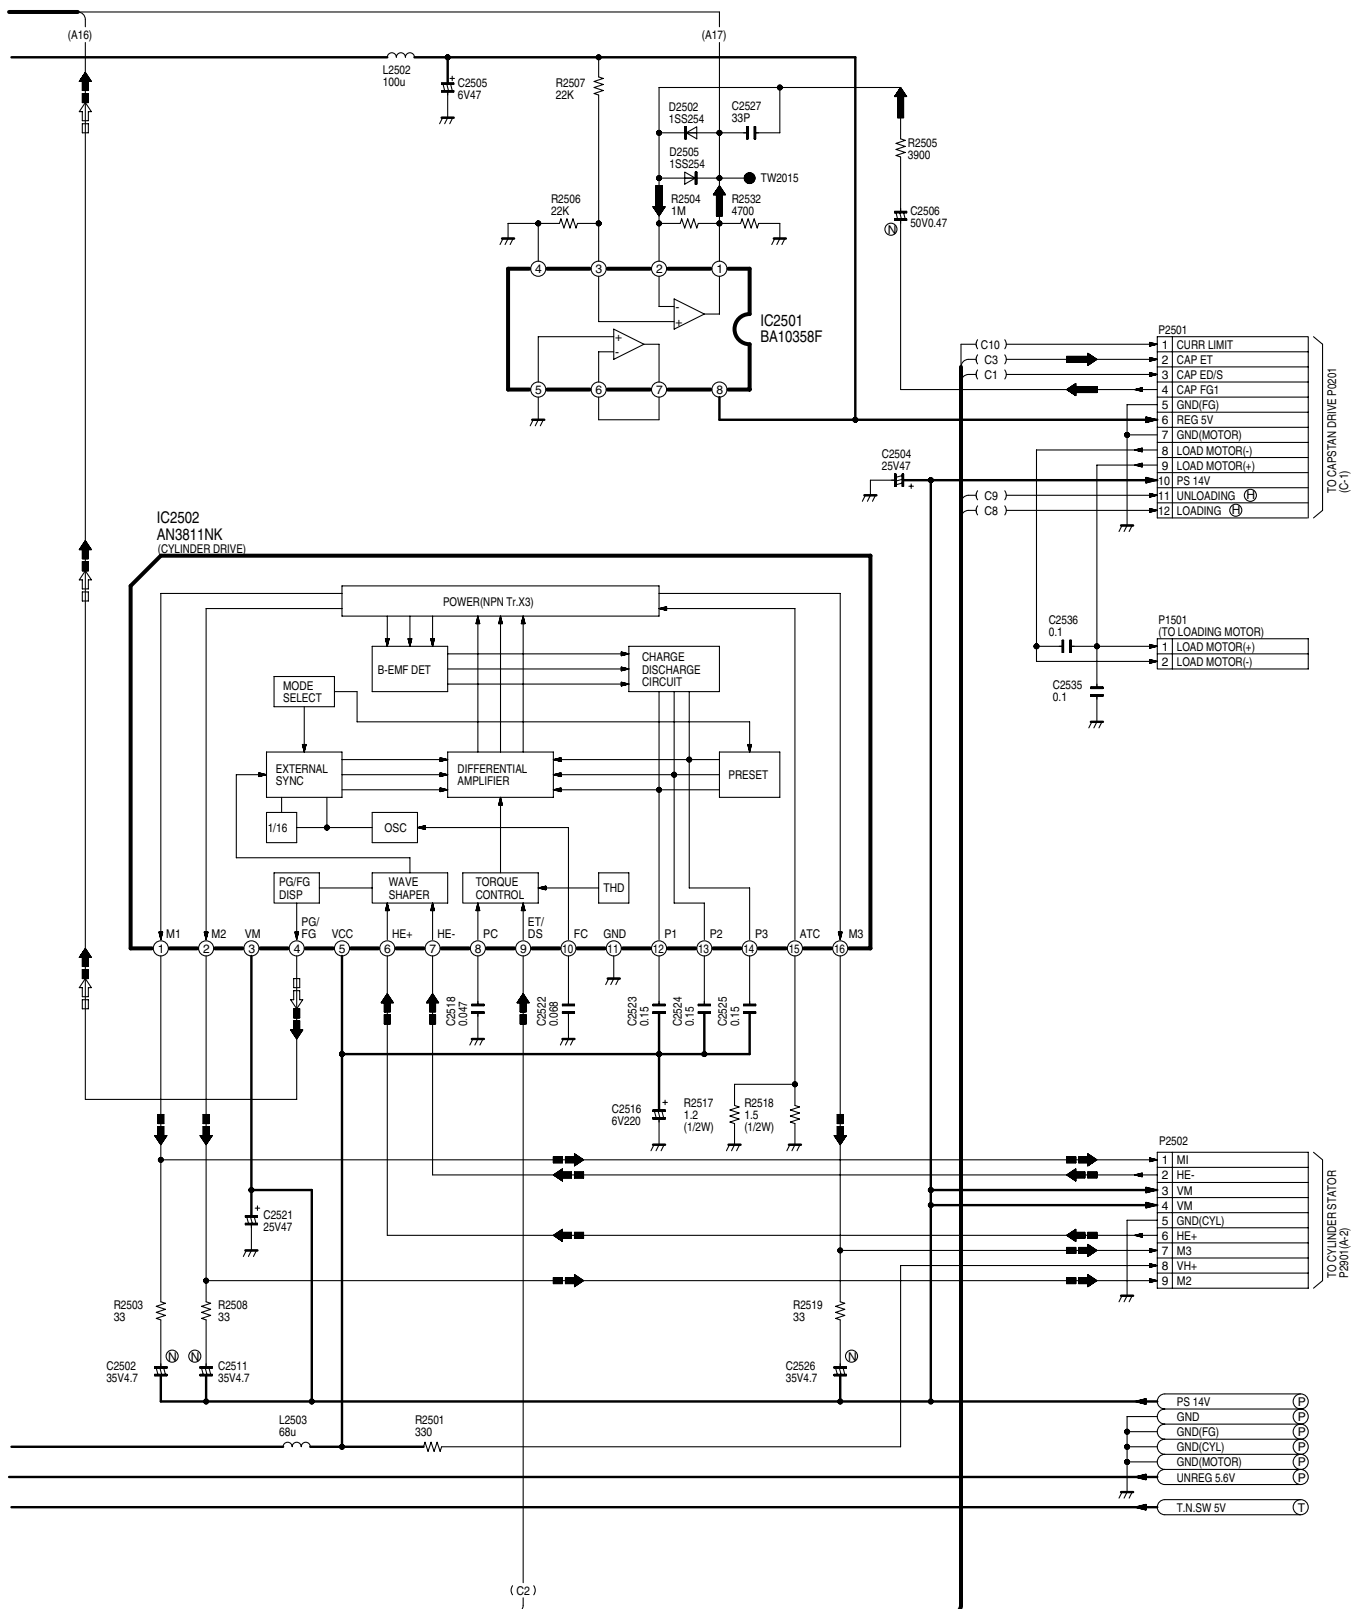 (A16)
(A17)
L2502
100u
C2505
6V47
+
R2507
22K
D2502
1SS254
C2527
33P
D2505
1SS254
TW2015
R2505
3900
R2506
22K
R2504
1M
R2532
4700
C2506
50V0.47
N
4
3
2
1
-
+
IC2501
BA10358F
+
-
5
6
7
8
P2501
(C10)
1 CURR LIMIT
(C3)
2 CAP ET
(C1)
3 CAP ED/S
4 CAP FG1
5 GND(FG)
6 REG 5V
7 GND(MOTOR)
8 LOAD MOTOR(-)
9 LOAD MOTOR(+)
10 PS 14V
(C9)
11 UNLOADING H
(C8)
12 LOADING H
TO CAPSTAN DRIVE P0201
(C-1)
C2504
25V47
+
IC2502
AN3811NK
(CYLINDER DRIVE)
POWER(NPN Tr.X3)
B-EMF DET
CHARGE
DISCHARGE
CIRCUIT
MODE
SELECT
EXTERNAL
SYNC
DIFFERENTIAL
AMPLIFIER
PRESET
1/16
OSC
PG/FG
DISP
WAVE
SHAPER
TORQUE
CONTROL
THD
C2536
0.1
P1501
(TO LOADING MOTOR)
1 LOAD MOTOR(+)
2 LOAD MOTOR(-)
C2535
0.1
M1
M2
VM
PG/
FG
VCC
HE+
HE-
PC
ET/
DS
FC
GND
P1
P2
P3
ATC
M3
1
2
3
4
5
6
7
8
9
10
11
12
13
14
15
16
C2518
0.047
C2522
0.068
C2523
0.15
C2524
0.15
C2525
0.15
C2516
6V220
+
R2517
1.2
(1/2W)
R2518
1.5
(1/2W)
P2502
1 MI
2 HE-
3 VM
4 VM
5 GND(CYL)
6 HE+
7 M3
8 VH+
9 M2
TO CYLINDER STATOR
P2901(A-2)
+
C2521
25V47
R2503
33
R2508
33
R2519
33
C2502
35V4.7
N
N
C2511
35V4.7
C2526
35V4.7
N
L2503
68u
R2501
330
PS 14V P
GND P
GND(FG) P
GND(CYL) P
GND(MOTOR) P
UNREG 5.6V P
T.N.SW 5V T
(C2)